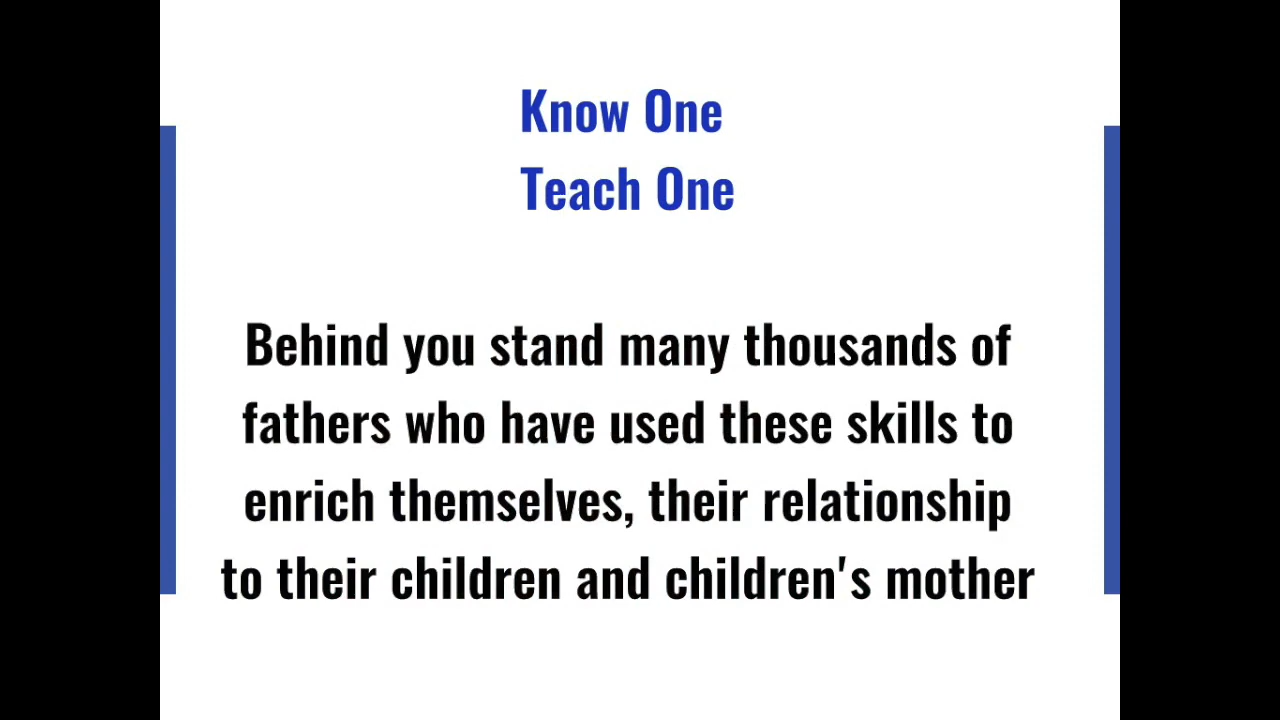 Know One
Teach One
Behind you stand many thousands of
fathers who have used these skills to
enrich themselves, their relationship
to their children and children's mother